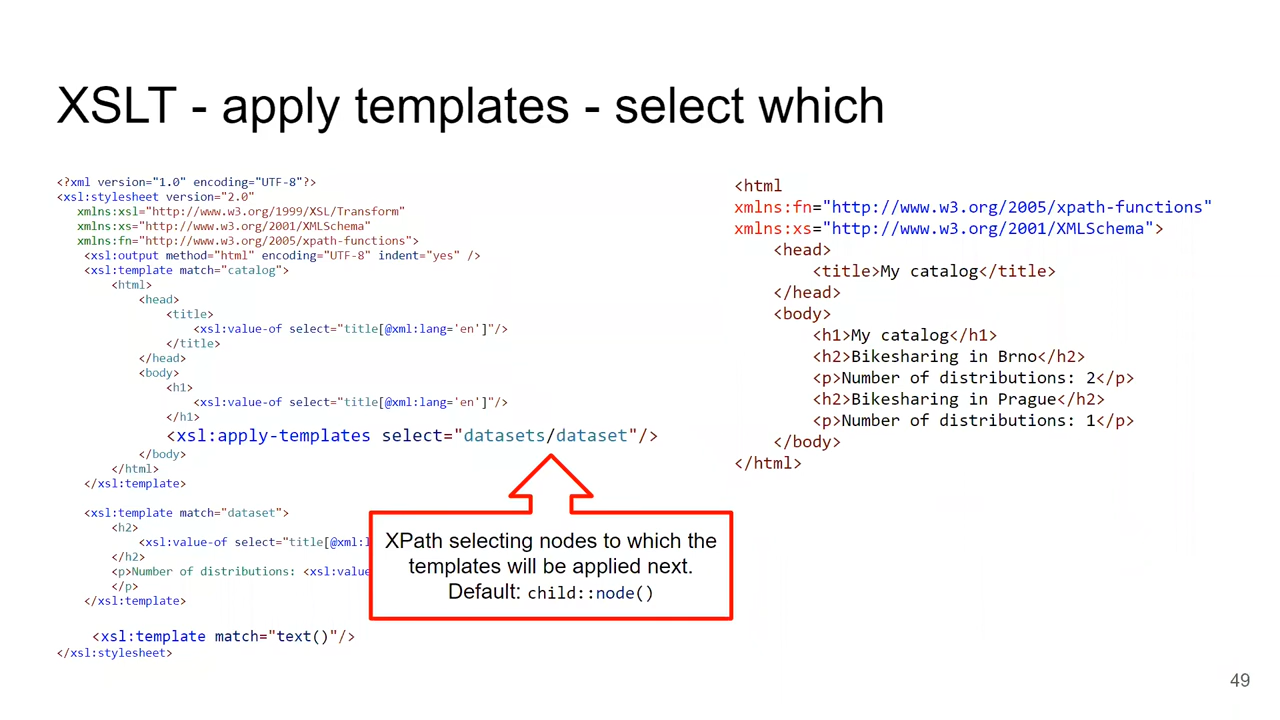 XSLT - apply templates - select which
<?xml version="1.0" encoding="UTF-8"?>
<xsl:stylesheet version="2.0"
xmlns:xsl="http://www.w3.org/1999/XSL/Transform"
xmlns:xs="http://www.w3.org/2001/XMLSchema"
xmlns:fn="http://www.w3.org/2005/xpath-functions">
<xsl:output method="html" encoding="UTF-8" indent="yes" />
<xsl:template match="catalog">
<html>
<head>
<title>
<xsl:value-of select="title[@xml:lang='en']"/>
</title>
</head>
<body>
<h1>
<xsl:value-of select="title[@xml:lang='en']"/>
</h1>
<xsl:apply-templates select="datasets/dataset"/>
</body>
</html>
</xsl:template>
<xsl:template match="dataset">
<h2>
<xsl:value-of select="title[@xml:l
</h2>
<p>Number of distributions: <xsl:value
</p>
</xsl:template>
<xsl:template match="text()"/>
</xsl:stylesheet>
XPath selecting nodes to which the
templates will be applied next.
Default: child::node()
<html
xmlns:fn="http://www.w3.org/2005/xpath-functions"
xmlns:xs="http://www.w3.org/2001/XMLSchema">
<head>
<title>My catalog</title>
</head>
<body>
<h1>My catalog</h1>
<h2>Bikesharing in Brno</h2>
<p>Number of distributions: 2</p>
<h2>Bikesharing in Prague</h2>
<p>Number of distributions: 1</p>
</body>
</html>
49